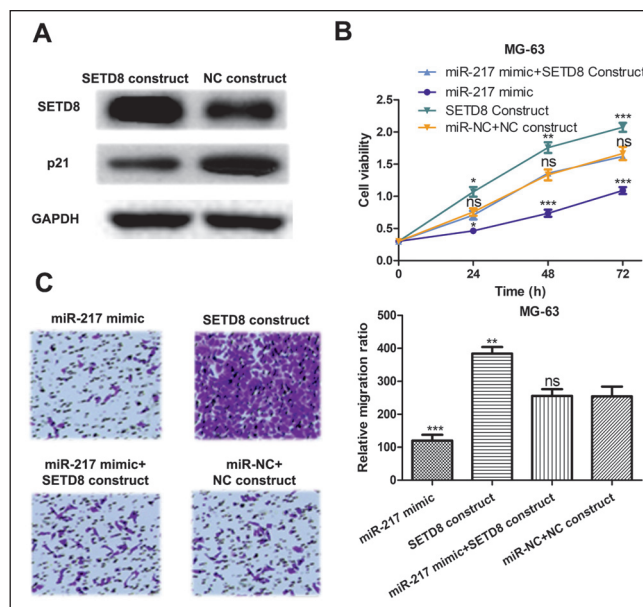 A
SETD8 construct NC construct
SETD8
p21
GAPDH
B
MG-63
miR-217 mimic+SETD8 Construct
miR-217 mimic
SETD8 Construct
miR-NC+NC construct
Cell viability
2.5
2.0
1.5
1.0
0.5
0.0
0 24 48 72
Time (h)
* ns *
** ns ***
*** ns ***
C
miR-217 mimic SETD8 construct
miR-217 mimic+
SETD8 construct
miR-NC+
NC construct
MG-63
Relative migration ratio
500
400
300
200
100
0
***
**
ns
miR-217 mimic
SETD8 construct
miR-217 mimic+SETD8 construct
miR-NC+NC construct